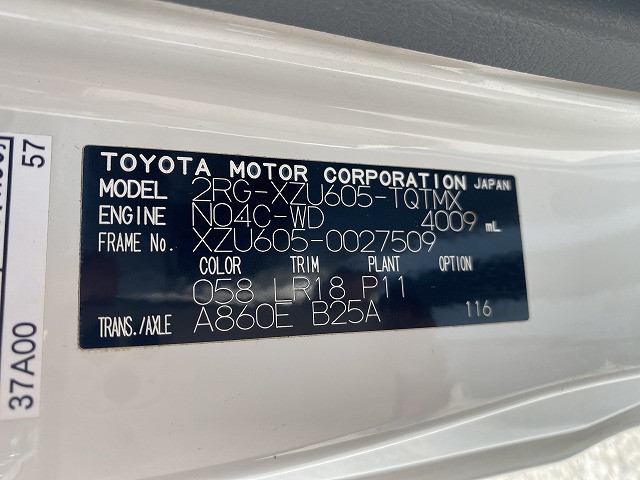 TOYOTA MOTOR CORPORATION JAPAN
MODEL 2RG-XZU605-TQTMX
ENGINE N04C-WD 4009 mL
FRAME No. XZU605-0027509
COLOR TRIM PLANT OPTION
058 LR18 P11
TRANS./AXLE A860E B25A 116
37A00
57